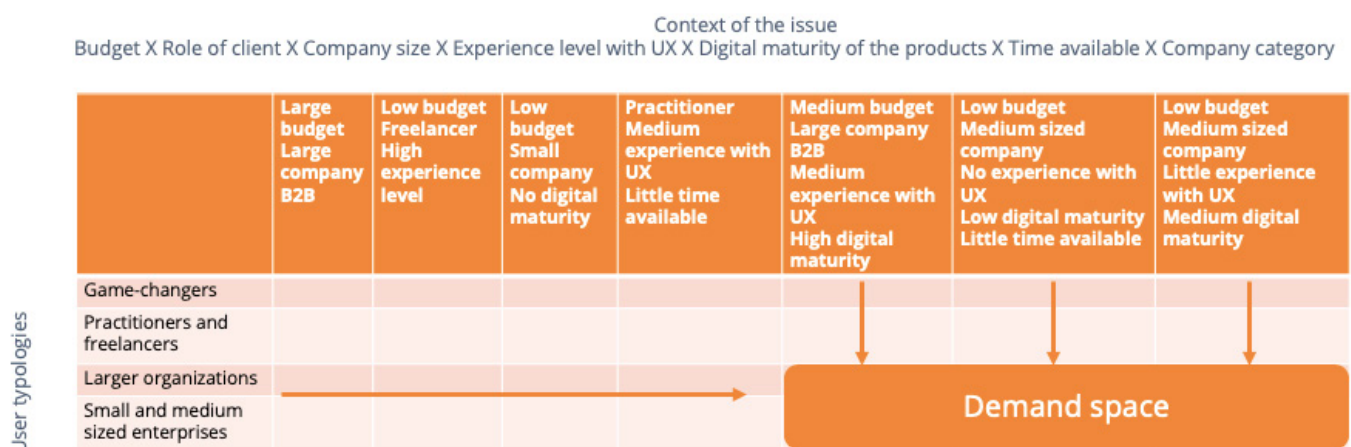 Context of the issue
Budget X Role of client X Company size X Experience level with UX X Digital maturity of the products X Time available X Company category
Large
budget
Large
company
B2B
Low budget
Freelancer
High
experience
level
Low
budget
Small
company
No digital
maturity
Practitioner
Medium
experience with
UX
Little time
available
Medium budget
Large company
B2B
Medium
experience with
UX
High digital
maturity
Low budget
Medium sized
company
No experience with
UX
Low digital maturity
Little time available
Low budget
Medium sized
company
Little experience
with UX
Medium digital
maturity
User typologies
Game-changers
Practitioners and
freelancers
Larger organizations
Small and medium
sized enterprises
Demand space